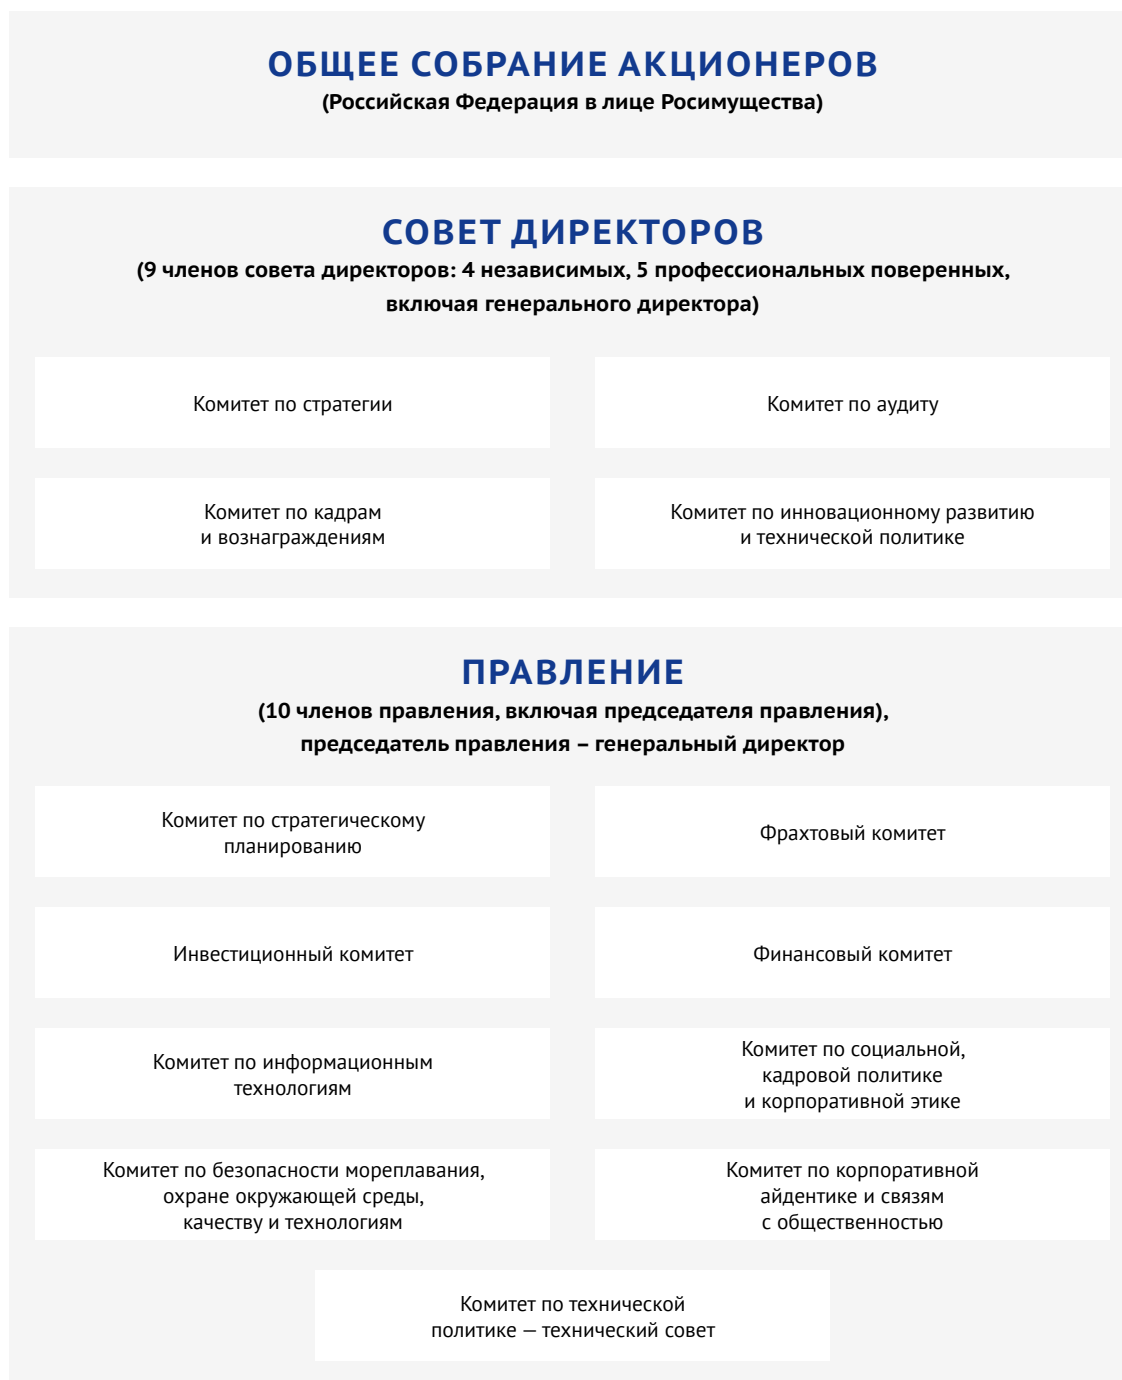 ОБЩЕЕ СОБРАНИЕ АКЦИОНЕРОВ
(Российская Федерация в лице Росимущества)
СОВЕТ ДИРЕКТОРОВ
(9 членов совета директоров: 4 независимых, 5 профессиональных поверенных,
включая генерального директора)
Комитет по стратегии
Комитет по аудиту
Комитет по кадрам
и вознаграждениям
Комитет по инновационному развитию
и технической политике
ПРАВЛЕНИЕ
(10 членов правления, включая председателя правления),
председатель правления – генеральный директор
Комитет по стратегическому
планированию
Фрахтовый комитет
Инвестиционный комитет
Финансовый комитет
Комитет по информационным
технологиям
Комитет по социальной,
кадровой политике
и корпоративной этике
Комитет по безопасности мореплавания,
охране окружающей среды,
качеству и технологиям
Комитет по корпоративной
айдентике и связям
с общественностью
Комитет по технической
политике — технический совет